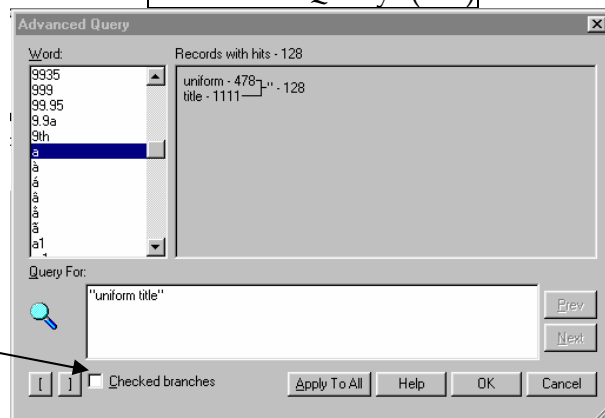 Advanced Query
Word:
Records with hits - 128
9935
999
99.95
9.9a
9th
a
à
á
â
å
ã
a1
uniform - 478
title - 1111
" - 128
Query For:
"uniform title"
Prev
Next
[ ]
Checked branches
Apply To All
Help
OK
Cancel